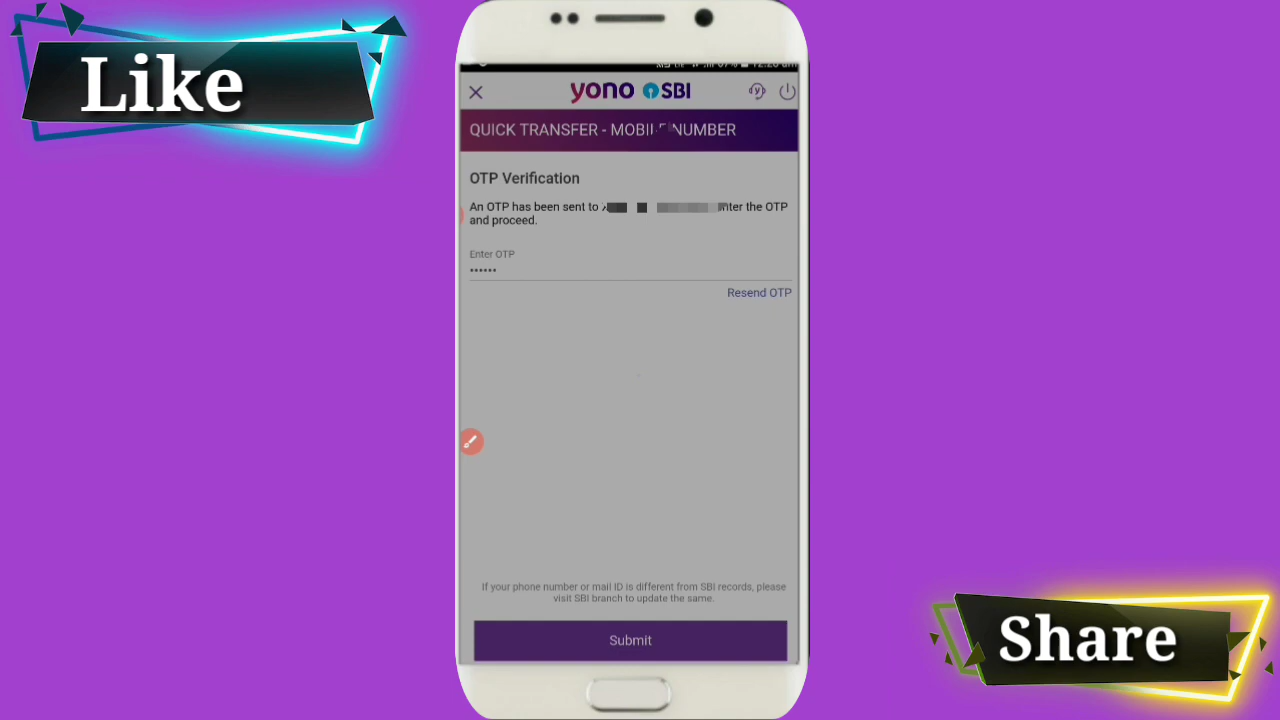 Like
yono SBI
QUICK TRANSFER - MOBILE NUMBER
OTP Verification
An OTP has been sent to the OTP
and proceed.
Enter OTP
••••••
Resend OTP
If your phone number or mail ID is different from SBI records, please
visit SBI branch to update the same.
Submit
Share